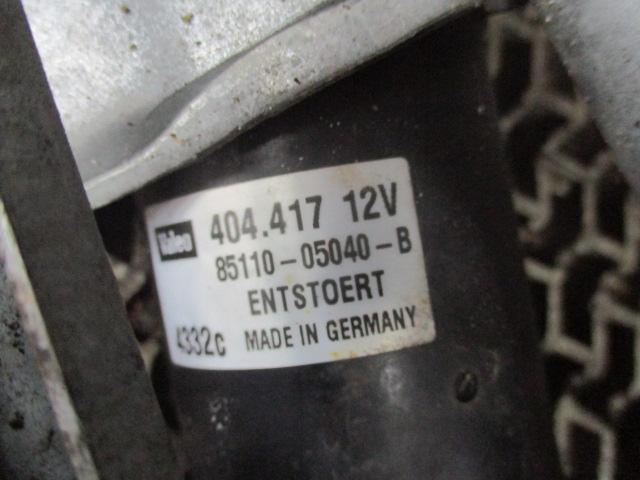 Valeo 404.417 12V
85110-05040-B
ENTSTOERT
4332c MADE IN GERMANY